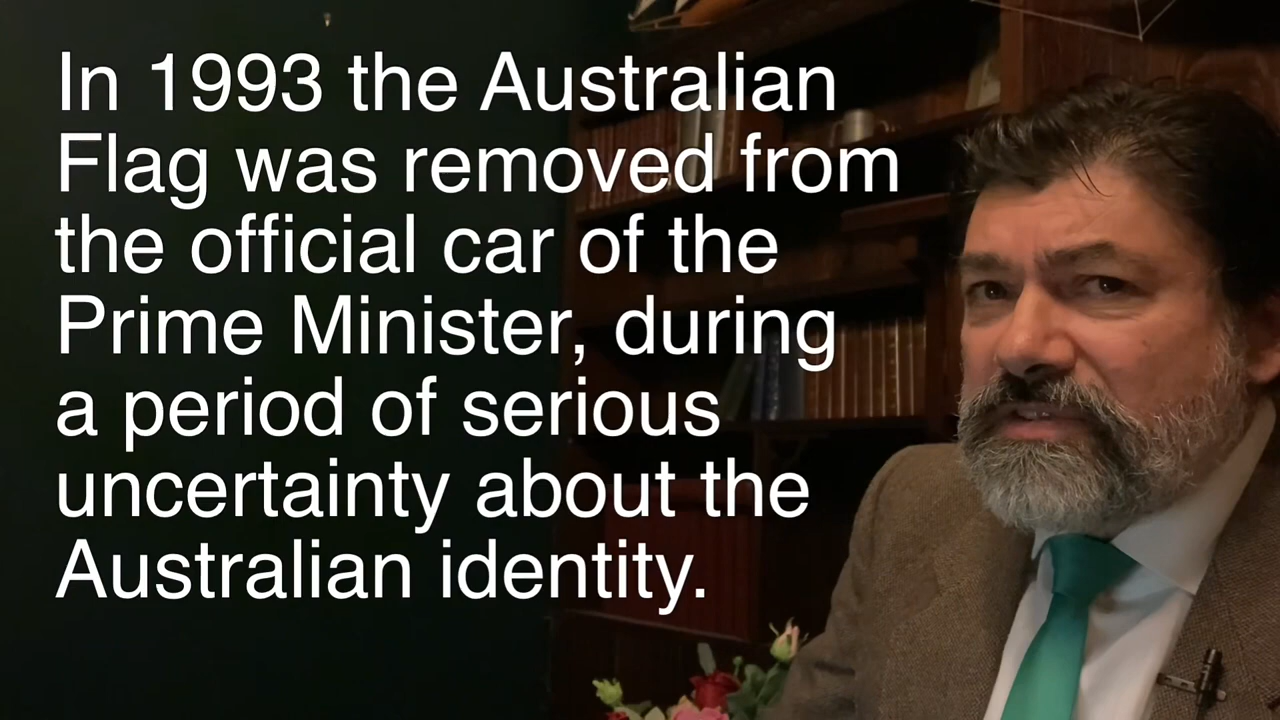 In 1993 the Australian
Flag was removed from
the official car of the
Prime Minister, during
a period of serious
uncertainty about the
Australian identity.